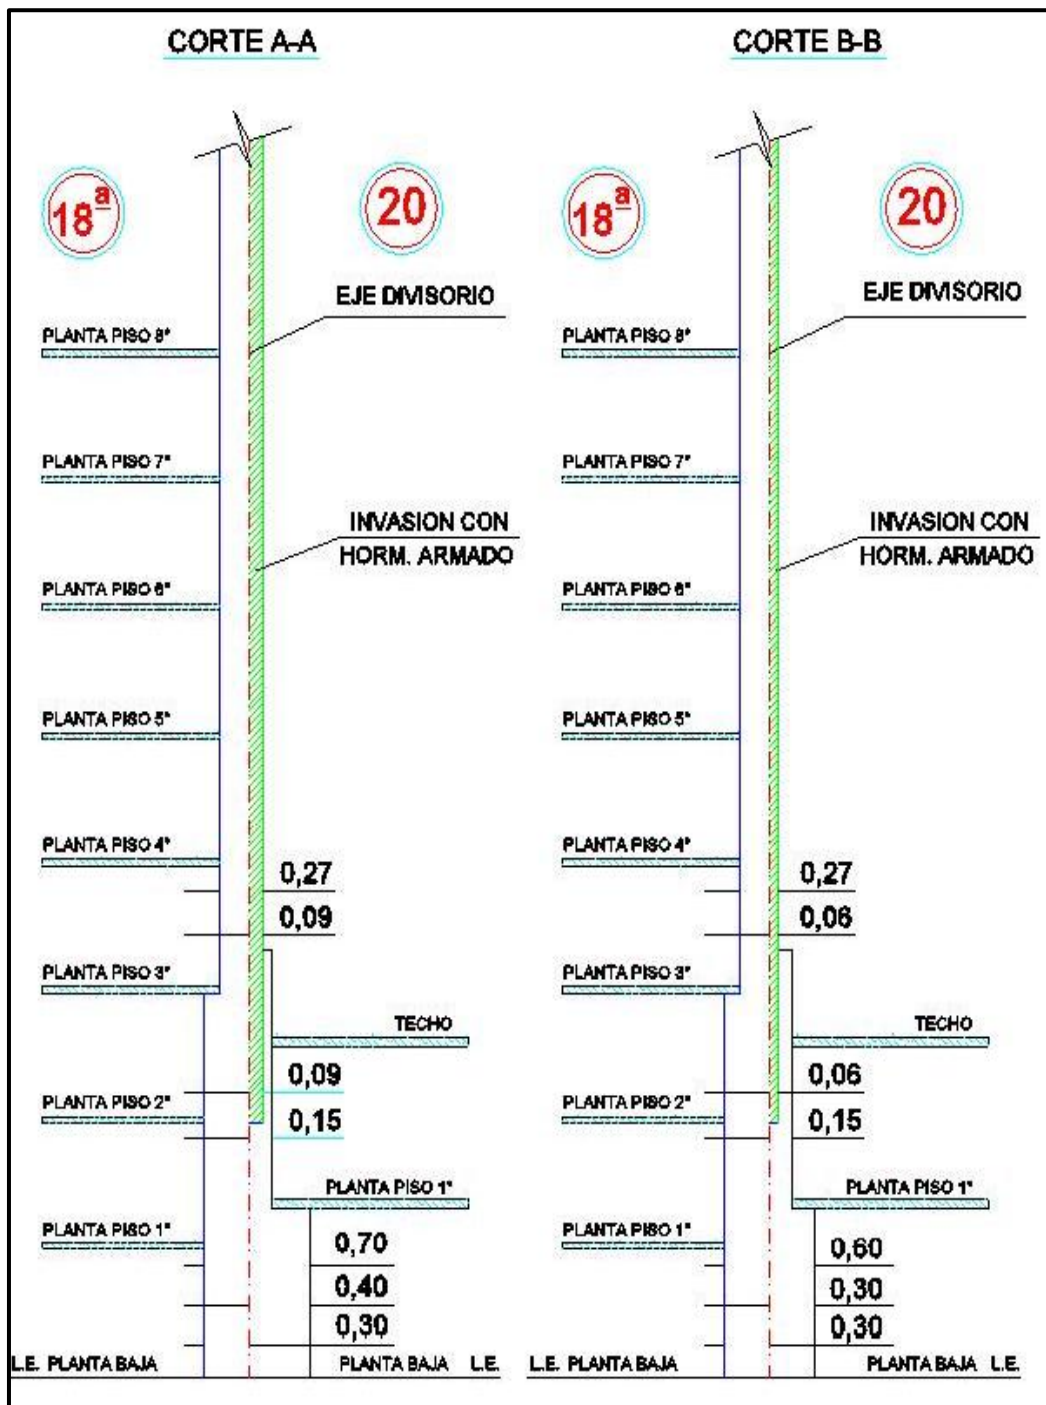 CORTE A-A
18ª
20
EJE DIVISORIO
PLANTA PISO 8°
PLANTA PISO 7°
INVASION CON
HORM. ARMADO
PLANTA PISO 6°
PLANTA PISO 5°
PLANTA PISO 4°
0,27
0,09
PLANTA PISO 3°
TECHO
0,09
PLANTA PISO 2°
0,15
PLANTA PISO 1°
PLANTA PISO 1°
0,70
0,40
0,30
L.E. PLANTA BAJA
PLANTA BAJA L.E.
CORTE B-B
18ª
20
EJE DIVISORIO
PLANTA PISO 8°
PLANTA PISO 7°
INVASION CON
HORM. ARMADO
PLANTA PISO 6°
PLANTA PISO 5°
PLANTA PISO 4°
0,27
0,06
PLANTA PISO 3°
TECHO
0,06
PLANTA PISO 2°
0,15
PLANTA PISO 1°
PLANTA PISO 1°
0,60
0,30
0,30
L.E. PLANTA BAJA
PLANTA BAJA L.E.